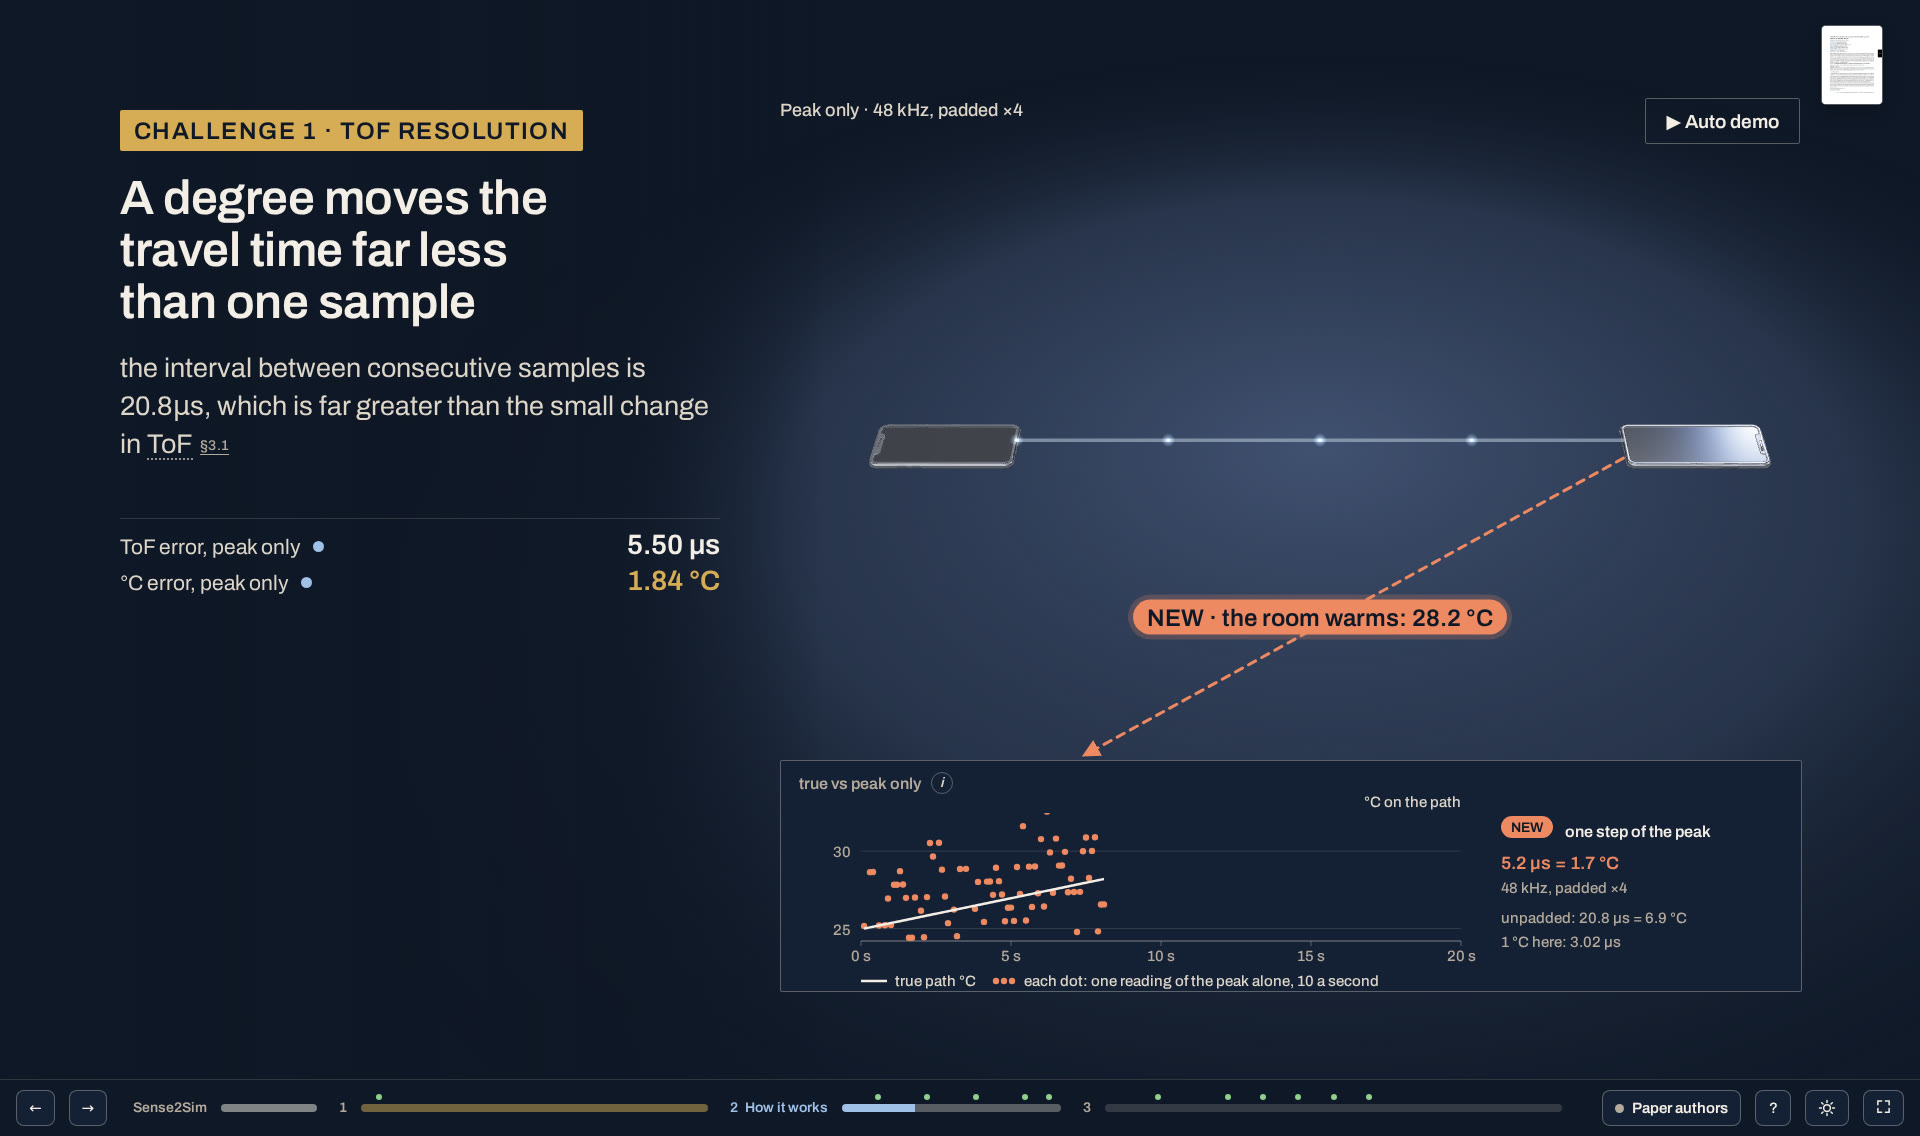 CHALLENGE 1 · TOF RESOLUTION
A degree moves the
travel time far less
than one sample
the interval between consecutive samples is
20.8µs, which is far greater than the small change
in ToF §3.1
ToF error, peak only 5.50 µs
°C error, peak only 1.84 °C
Peak only · 48 kHz, padded ×4
▶ Auto demo
NEW · the room warms: 28.2 °C
true vs peak only i
°C on the path
30
25
0 s 5 s 10 s 15 s 20 s
true path °C each dot: one reading of the peak alone, 10 a second
NEW one step of the peak
5.2 µs = 1.7 °C
48 kHz, padded ×4
unpadded: 20.8 µs = 6.9 °C
1 °C here: 3.02 µs
← → Sense2Sim 1 2 How it works 3 Paper authors ?